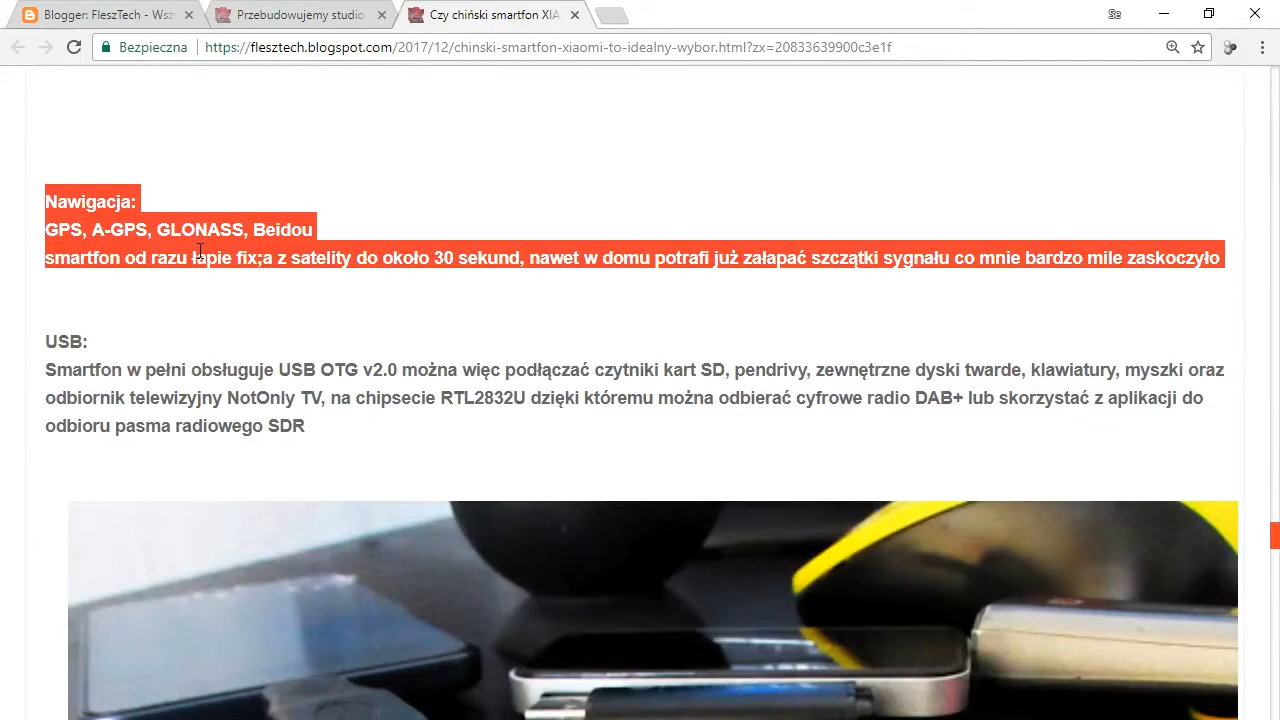 Blogger: FleszTech - Wsz
Przebudowujemy studio
Czy chiński smartfon XIA
Se
Bezpieczna
https://flesztech.blogspot.com/2017/12/chinski-smartfon-xiaomi-to-idealny-wybor.html?zx=20833639900c3e1f
Nawigacja:
GPS, A-GPS, GLONASS, Beidou
smartfon od razu łapie fix;a z satelity do około 30 sekund, nawet w domu potrafi już załapać szczątki sygnału co mnie bardzo mile zaskoczyło
USB:
Smartfon w pełni obsługuje USB OTG v2.0 można więc podłączać czytniki kart SD, pendrivy, zewnętrzne dyski twarde, klawiatury, myszki oraz
odbiornik telewizyjny NotOnly TV, na chipsecie RTL2832U dzięki któremu można odbierać cyfrowe radio DAB+ lub skorzystać z aplikacji do
odbioru pasma radiowego SDR